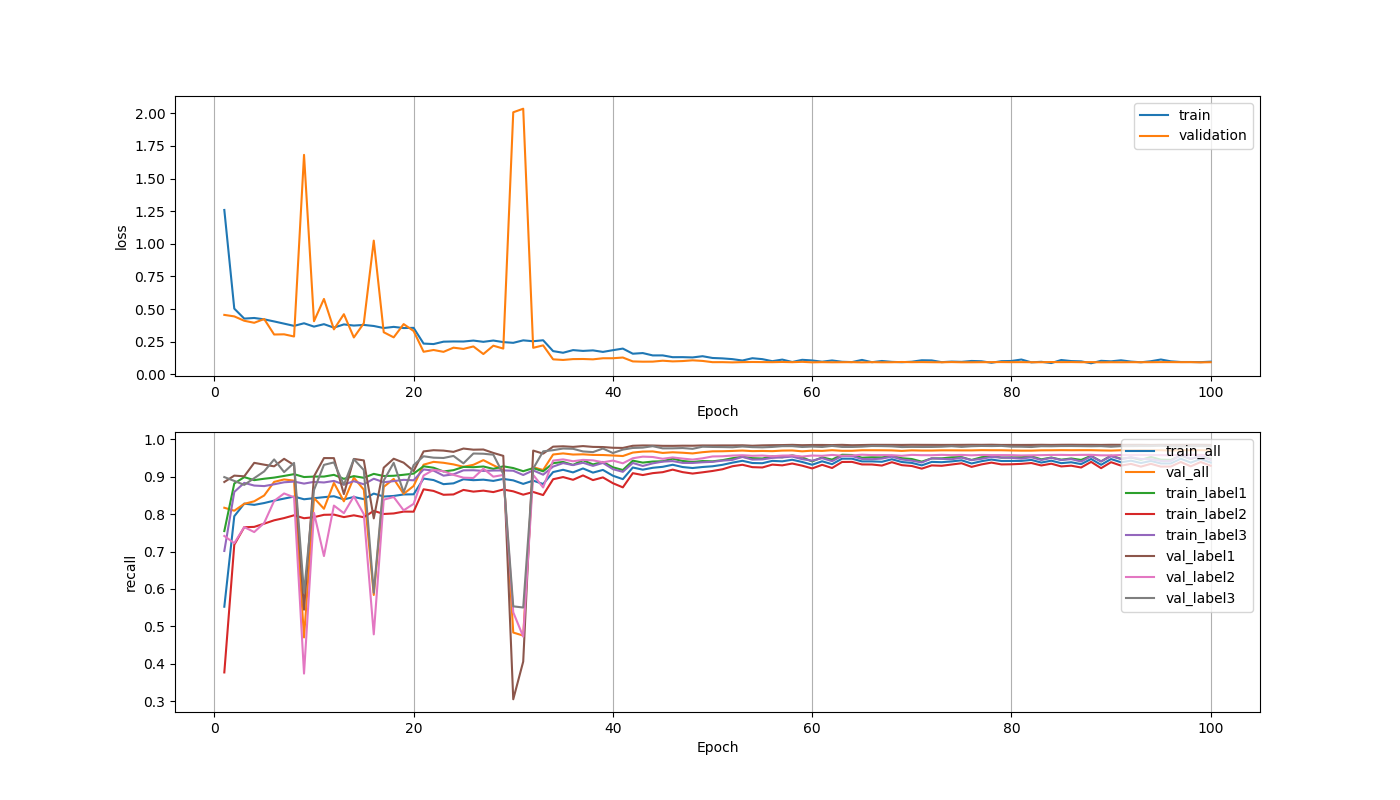 2.00
1.75
1.50
1.25
1.00
0.75
0.50
0.25
0.00
loss
train
validation
0 20 40 60 80 100
Epoch
1.0
0.9
0.8
0.7
0.6
0.5
0.4
0.3
recall
train_all
val_all
train_label1
train_label2
train_label3
val_label1
val_label2
val_label3
0 20 40 60 80 100
Epoch